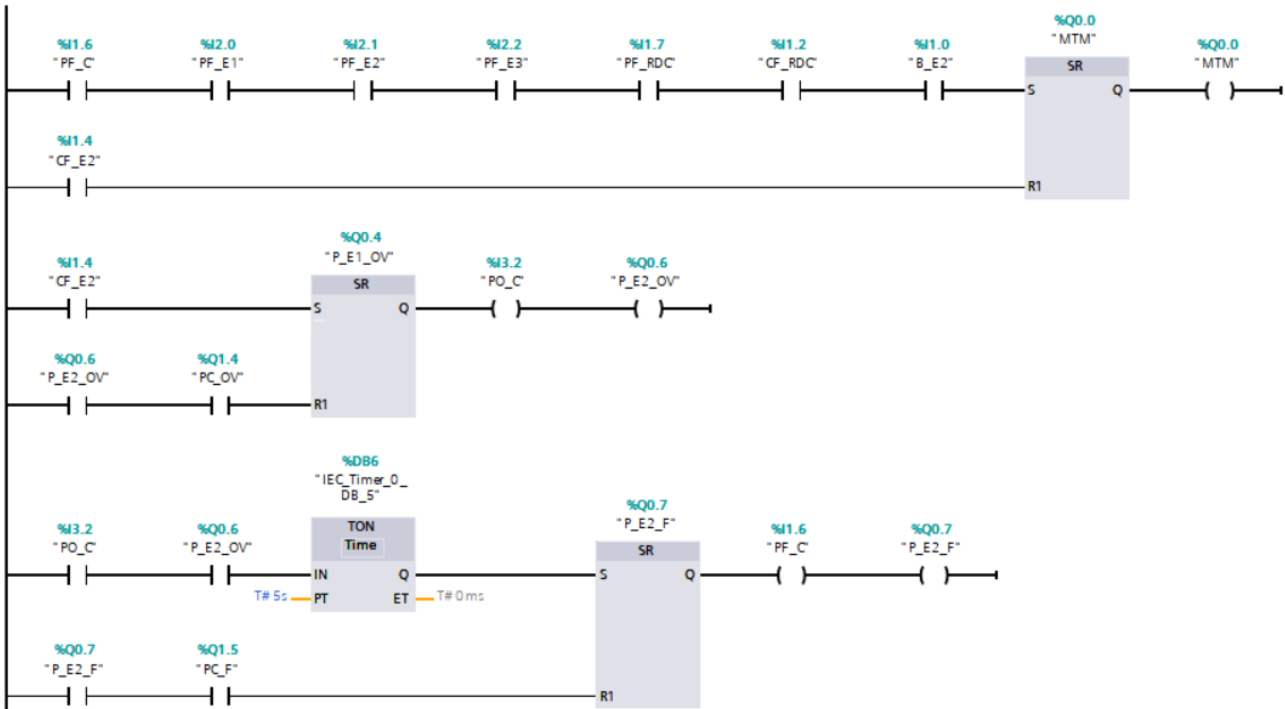 %Q0.0
"MTM"
%I1.6 %I2.0 %I2.1 %I2.2 %I1.7 %I1.2 %I1.0 %Q0.0
"PF_C" "PF_E1" "PF_E2" "PF_E3" "PF_RDC" "CF_RDC" "B_E2" SR "MTM"
S Q
%I1.4
"CF_E2"
R1
%Q0.4
"P_E1_OV"
%I1.4 %I3.2 %Q0.6
"CF_E2" SR "PO_C" "P_E2_OV"
S Q
%Q0.6 %Q1.4
"P_E2_OV" "PC_OV"
R1
%DB6
"IEC_Timer_0_
DB_5"
%Q0.7
"P_E2_F"
%I3.2 %Q0.6 TON %I1.6 %Q0.7
"PO_C" "P_E2_OV" Time SR "PF_C" "P_E2_F"
IN Q S Q
T#5s PT ET T#0ms
%Q0.7 %Q1.5
"P_E2_F" "PC_F"
R1